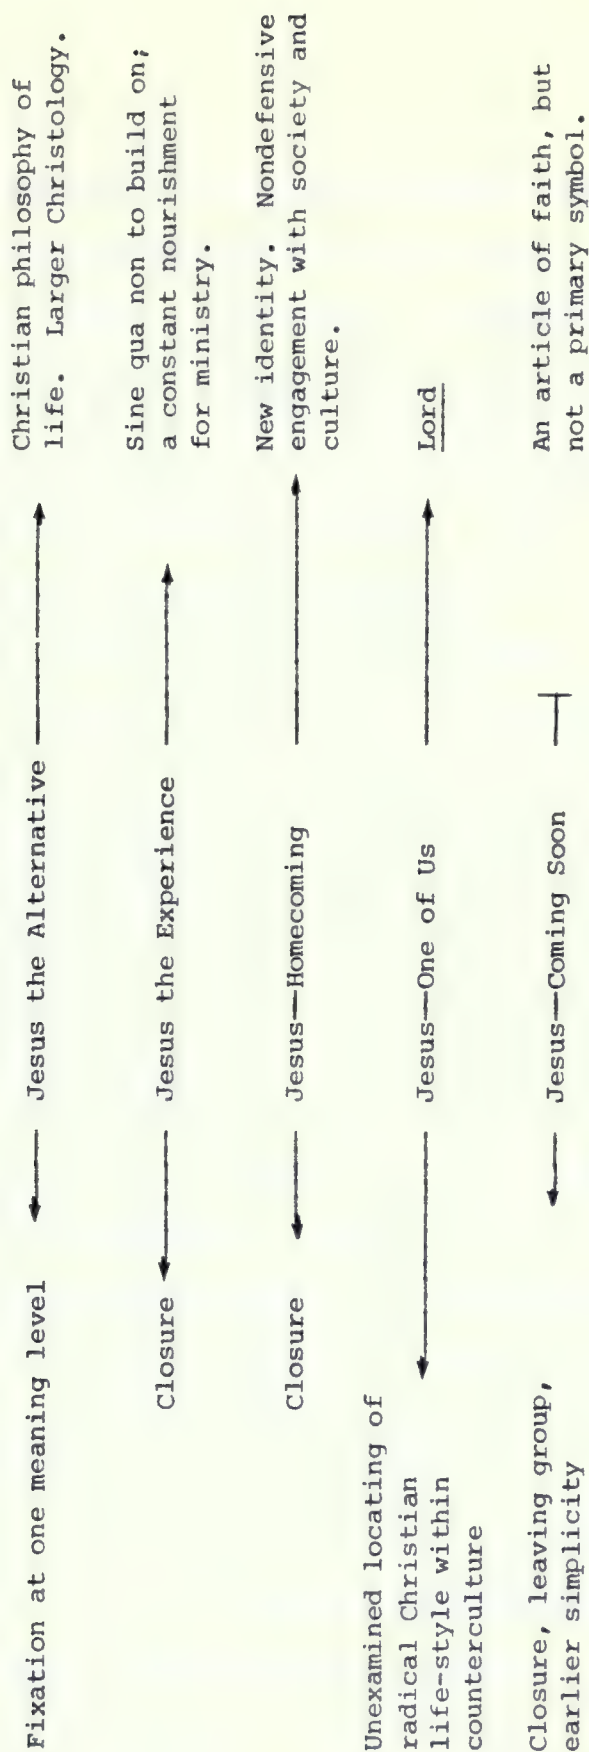 Fixation at one meaning level
Jesus the Alternative
Christian philosophy of
life. Larger Christology.
Closure
Jesus the Experience
Sine qua non to build on;
a constant nourishment
for ministry.
Closure
Jesus—Homecoming
New identity. Nondefensive
engagement with society and
culture.
Unexamined locating of
radical Christian
life-style within
counterculture
Jesus—One of Us
Lord
Closure, leaving group,
earlier simplicity
Jesus—Coming Soon
An article of faith, but
not a primary symbol.